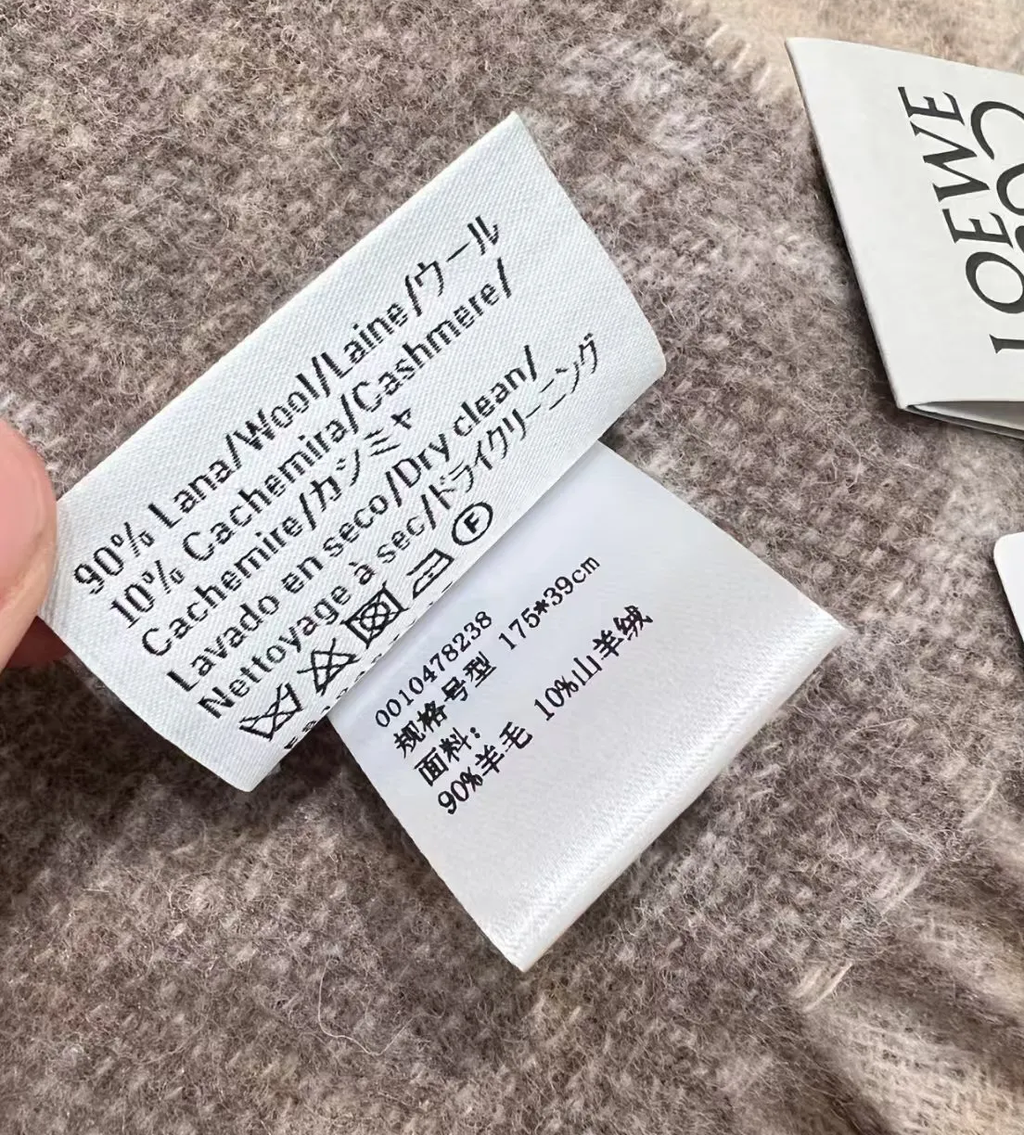 90% Lana/Wool/Laine/ウール
10% Cachemira/Cashmere/
Cachemire/カシミヤ
Lavado en seco/Dry clean/
Nettoyage à sec/ドライクリーニング
F
0010478238
规格号型 175*39cm
面料:
90%羊毛 10%山羊绒
LOEWE